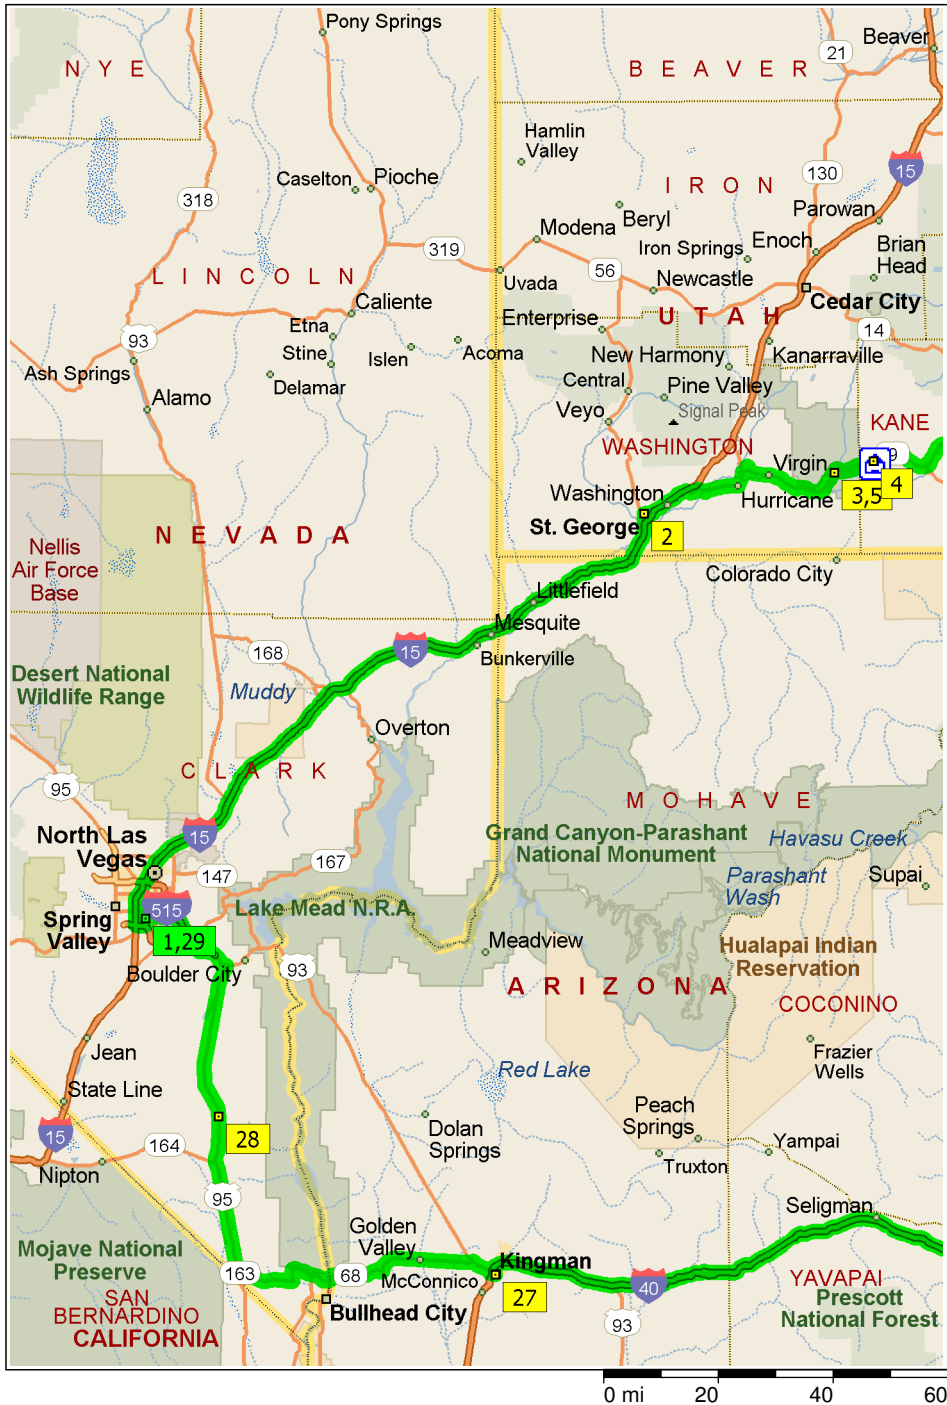 Pony Springs
21
Beaver
N Y E
B E A V E R
Hamlin
Valley
15
Caselton
Pioche
I R O N
130
318
Beryl
Parowan
Modena
319
Iron Springs
Enoch
Brian
Head
L I N C O L N
56
Uvada
Newcastle
Caliente
Cedar City
Enterprise
U T A H
Etna
14
93
Stine
Islen
Acoma
New Harmony
Kanarraville
Ash Springs
Delamar
Central
Pine Valley
Alamo
Veyo
Signal Peak
KANE
WASHINGTON
Virgin
9
4
3,5
Washington
Hurricane
St. George
2
N E V A D A
Nellis
Air Force
Base
Colorado City
Littlefield
Mesquite
15
168
Bunkerville
Desert National
Wildlife Range
Muddy
Overton
C L A R K
95
M O H A V E
15
North Las
Vegas
Grand Canyon-Parashant
National Monument
Havasu Creek
167
147
Parashant
Wash
Supai
515
Spring
Valley
Lake Mead N.R.A.
1,29
Meadview
Hualapai Indian
Reservation
Boulder City
93
A R I Z O N A
COCONINO
Jean
Frazier
Wells
Red Lake
State Line
Peach
Springs
15
28
Dolan
Springs
164
Yampai
Truxton
Nipton
95
Seligman
Golden
Valley
Mojave National
Preserve
163
68
Kingman
McConnico
40
YAVAPAI
27
SAN
BERNARDINO
Prescott
National Forest
Bullhead City
93
CALIFORNIA
0 mi 20 40 60